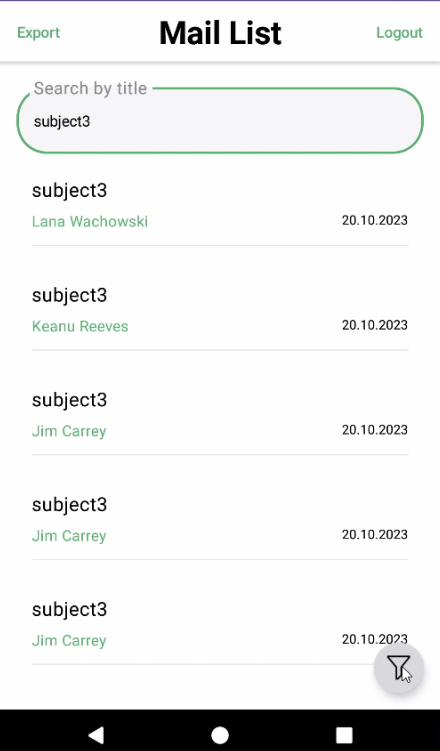 Export Mail List Logout
Search by title
subject3
subject3
Lana Wachowski 20.10.2023
subject3
Keanu Reeves 20.10.2023
subject3
Jim Carrey 20.10.2023
subject3
Jim Carrey 20.10.2023
subject3
Jim Carrey 20.10.2023